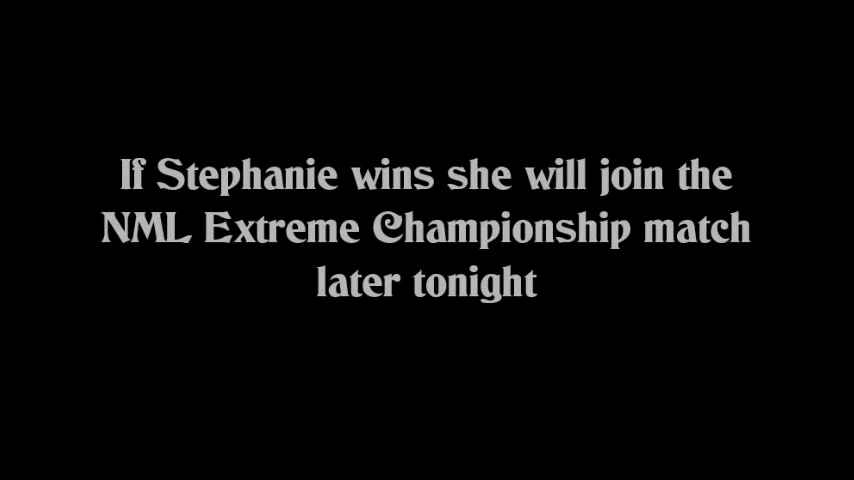 If Stephanie wins she will join the
NML Extreme Championship match
later tonight